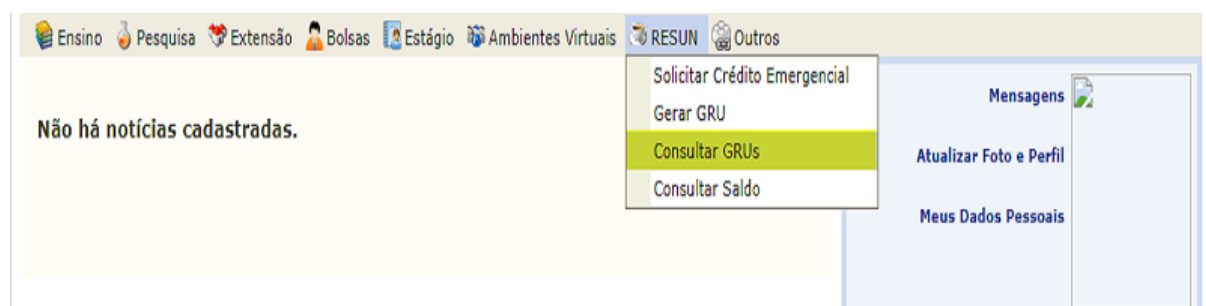 Ensino Pesquisa Extensão Bolsas Estágio Ambientes Virtuais RESUN Outros
Solicitar Crédito Emergencial
Gerar GRU
Consultar GRUs
Consultar Saldo
Não há notícias cadastradas.
Mensagens
Atualizar Foto e Perfil
Meus Dados Pessoais